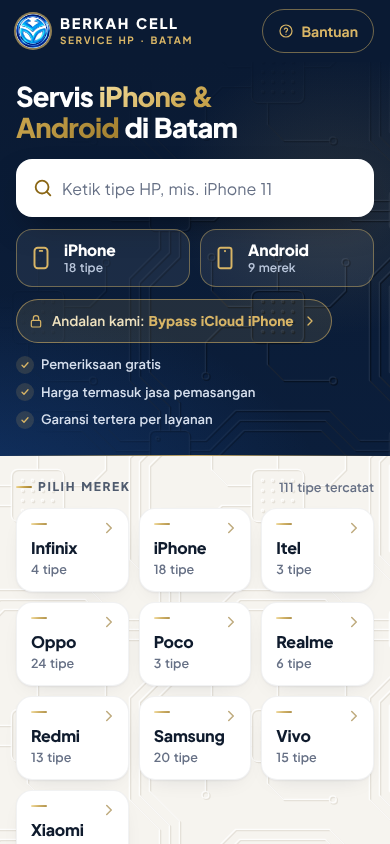 BERKAH CELL
SERVICE HP · BATAM
Bantuan
Servis iPhone &
Android di Batam
Ketik tipe HP, mis. iPhone 11
iPhone
18 tipe
Android
9 merek
Andalan kami: Bypass iCloud iPhone
Pemeriksaan gratis
Harga termasuk jasa pemasangan
Garansi tertera per layanan
PILIH MEREK
111 tipe tercatat
Infinix
4 tipe
iPhone
18 tipe
Itel
3 tipe
Oppo
24 tipe
Poco
3 tipe
Realme
6 tipe
Redmi
13 tipe
Samsung
20 tipe
Vivo
15 tipe
Xiaomi